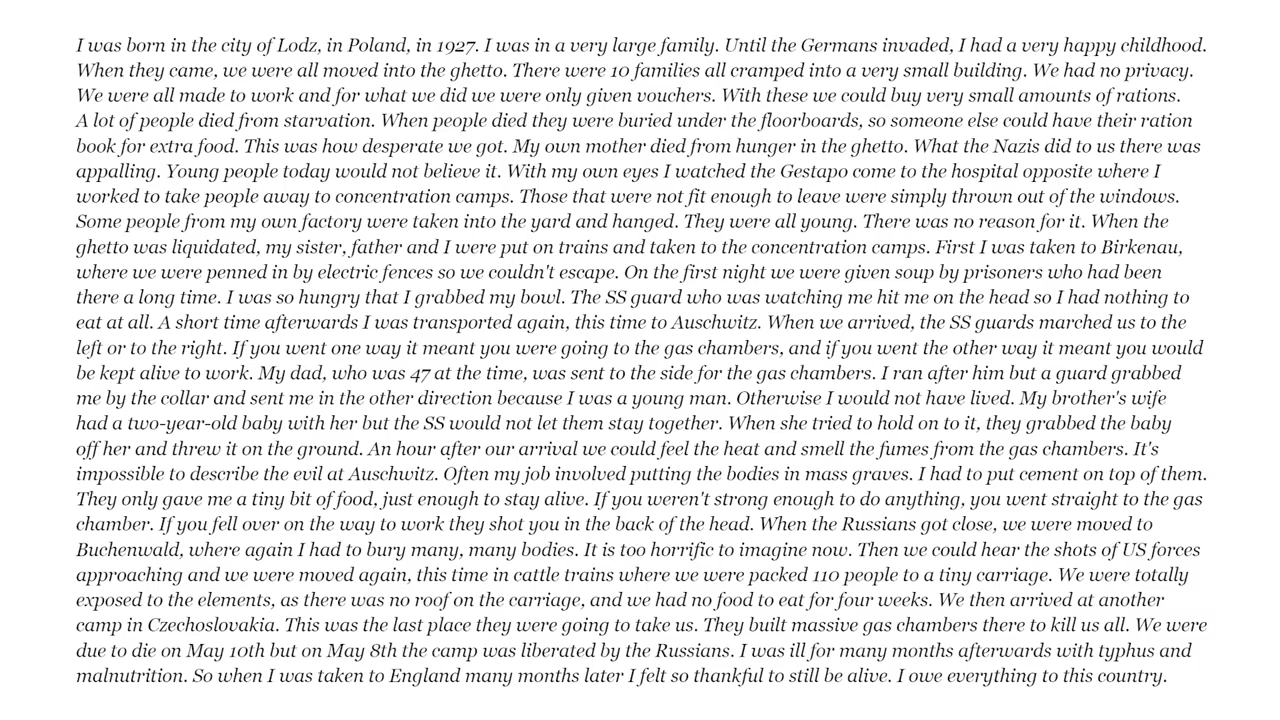 I was born in the city of Lodz, in Poland, in 1927. I was in a very large family. Until the Germans invaded, I had a very happy childhood.
When they came, we were all moved into the ghetto. There were 10 families all cramped into a very small building. We had no privacy.
We were all made to work and for what we did we were only given vouchers. With these we could buy very small amounts of rations.
A lot of people died from starvation. When people died they were buried under the floorboards, so someone else could have their ration
book for extra food. This was how desperate we got. My own mother died from hunger in the ghetto. What the Nazis did to us there was
appalling. Young people today would not believe it. With my own eyes I watched the Gestapo come to the hospital opposite where I
worked to take people away to concentration camps. Those that were not fit enough to leave were simply thrown out of the windows.
Some people from my own factory were taken into the yard and hanged. They were all young. There was no reason for it. When the
ghetto was liquidated, my sister, father and I were put on trains and taken to the concentration camps. First I was taken to Birkenau,
where we were penned in by electric fences so we couldn't escape. On the first night we were given soup by prisoners who had been
there a long time. I was so hungry that I grabbed my bowl. The SS guard who was watching me hit me on the head so I had nothing to
eat at all. A short time afterwards I was transported again, this time to Auschwitz. When we arrived, the SS guards marched us to the
left or to the right. If you went one way it meant you were going to the gas chambers, and if you went the other way it meant you would
be kept alive to work. My dad, who was 47 at the time, was sent to the side for the gas chambers. I ran after him but a guard grabbed
me by the collar and sent me in the other direction because I was a young man. Otherwise I would not have lived. My brother's wife
had a two-year-old baby with her but the SS would not let them stay together. When she tried to hold on to it, they grabbed the baby
off her and threw it on the ground. An hour after our arrival we could feel the heat and smell the fumes from the gas chambers. It's
impossible to describe the evil at Auschwitz. Often my job involved putting the bodies in mass graves. I had to put cement on top of them.
They only gave me a tiny bit of food, just enough to stay alive. If you weren't strong enough to do anything, you went straight to the gas
chamber. If you fell over on the way to work they shot you in the back of the head. When the Russians got close, we were moved to
Buchenwald, where again I had to bury many, many bodies. It is too horrific to imagine now. Then we could hear the shots of US forces
approaching and we were moved again, this time in cattle trains where we were packed 110 people to a tiny carriage. We were totally
exposed to the elements, as there was no roof on the carriage, and we had no food to eat for four weeks. We then arrived at another
camp in Czechoslovakia. This was the last place they were going to take us. They built massive gas chambers there to kill us all. We were
due to die on May 10th but on May 8th the camp was liberated by the Russians. I was ill for many months afterwards with typhus and
malnutrition. So when I was taken to England many months later I felt so thankful to still be alive. I owe everything to this country.